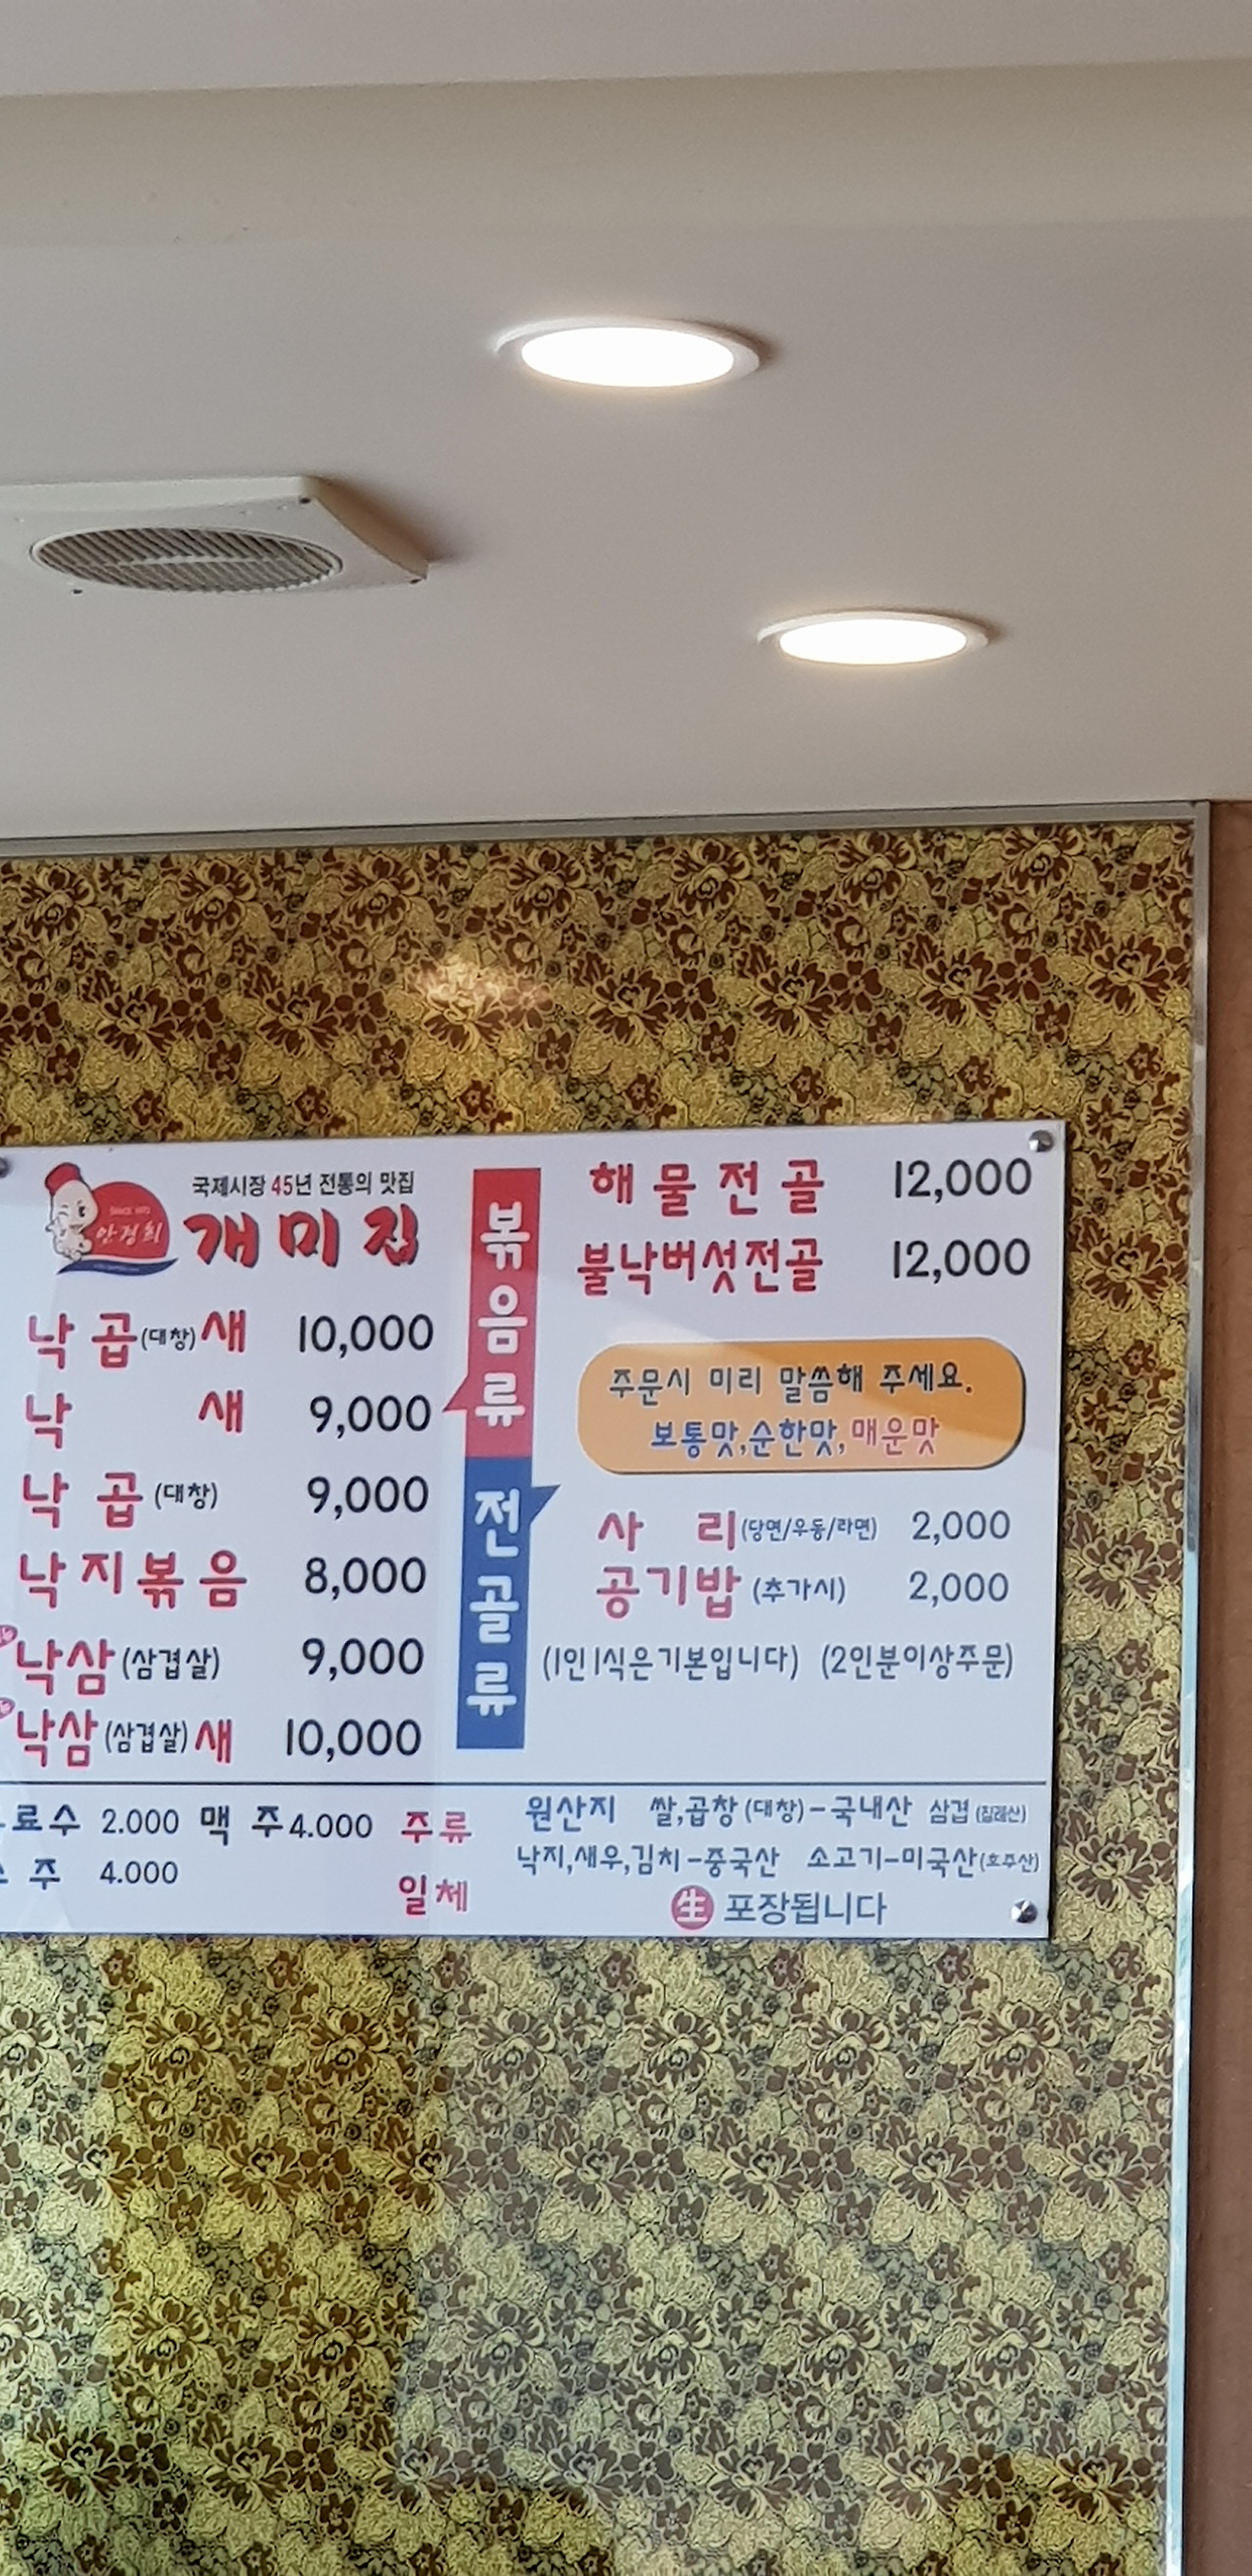 국제시장 45년 전통의 맛집
안경희
개미집
낙곱(대창)새 10,000
낙 새 9,000
낙곱(대창) 9,000
낙지볶음 8,000
낙삼(삼겹살) 9,000
낙삼(삼겹살)새 10,000
볶음류
전골류
해물전골 12,000
불낙버섯전골 12,000
주문시 미리 말씀해 주세요.
보통맛,순한맛,매운맛
사 리(당면/우동/라면) 2,000
공기밥(추가시) 2,000
(1인1식은기본입니다) (2인분이상주문)
료수 2.000 맥 주4.000
주 4.000
주류
일체
원산지 쌀,곱창(대창)-국내산 삼겹(칠레산)
낙지,새우,김치-중국산 소고기-미국산(호주산)
生 포장됩니다